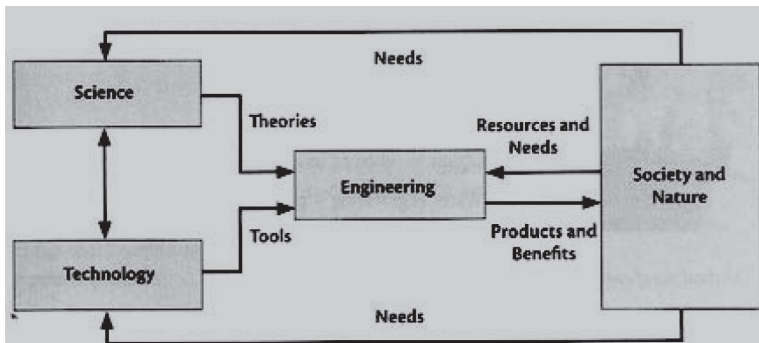 Needs
Science
Theories
Resources and
Needs
Engineering
Society and
Nature
Tools
Products and
Benefits
Technology
Needs